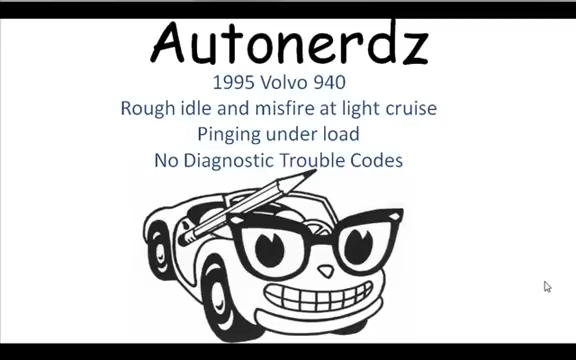 Autonerdz
1995 Volvo 940
Rough idle and misfire at light cruise
Pinging under load
No Diagnostic Trouble Codes